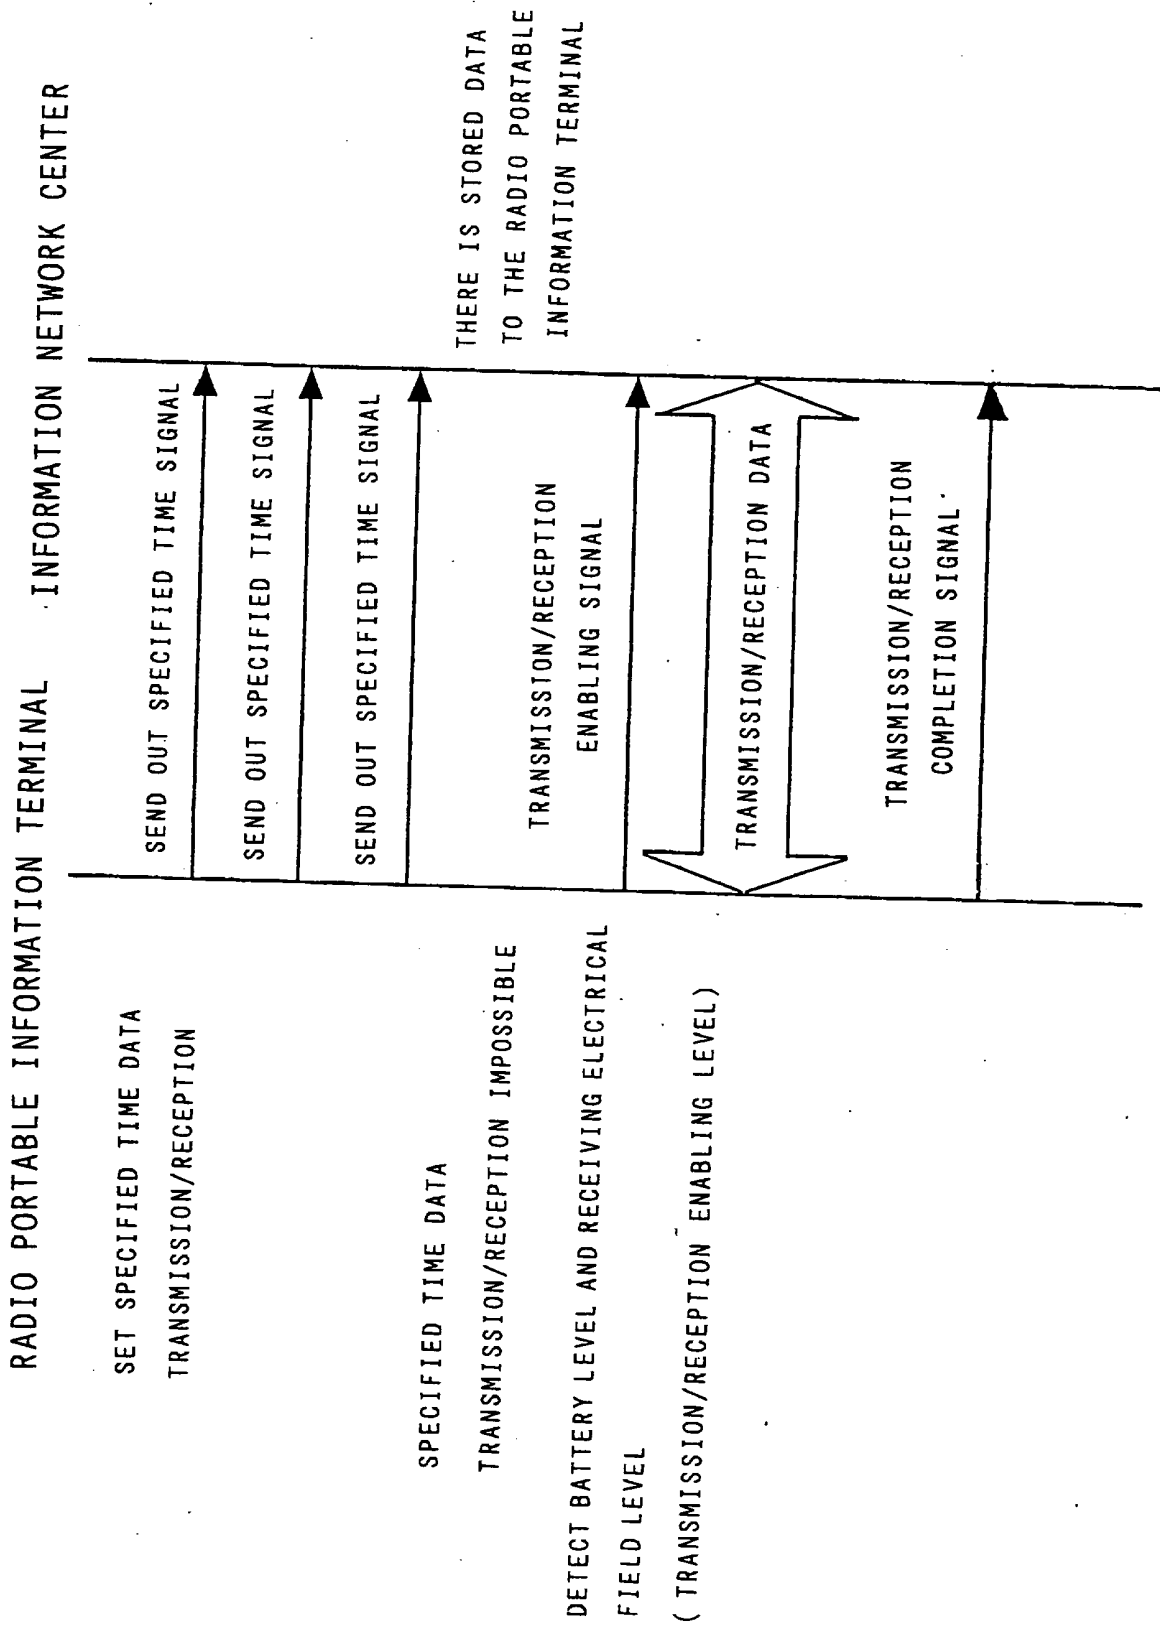 RADIO PORTABLE INFORMATION TERMINAL
INFORMATION NETWORK CENTER
SET SPECIFIED TIME DATA
TRANSMISSION/RECEPTION
SEND OUT SPECIFIED TIME SIGNAL
SEND OUT SPECIFIED TIME SIGNAL
SEND OUT SPECIFIED TIME SIGNAL
SPECIFIED TIME DATA
TRANSMISSION/RECEPTION IMPOSSIBLE
THERE IS STORED DATA
TO THE RADIO PORTABLE
INFORMATION TERMINAL
DETECT BATTERY LEVEL AND RECEIVING ELECTRICAL
FIELD LEVEL
(TRANSMISSION/RECEPTION ENABLING LEVEL)
TRANSMISSION/RECEPTION
ENABLING SIGNAL
TRANSMISSION/RECEPTION DATA
TRANSMISSION/RECEPTION
COMPLETION SIGNAL